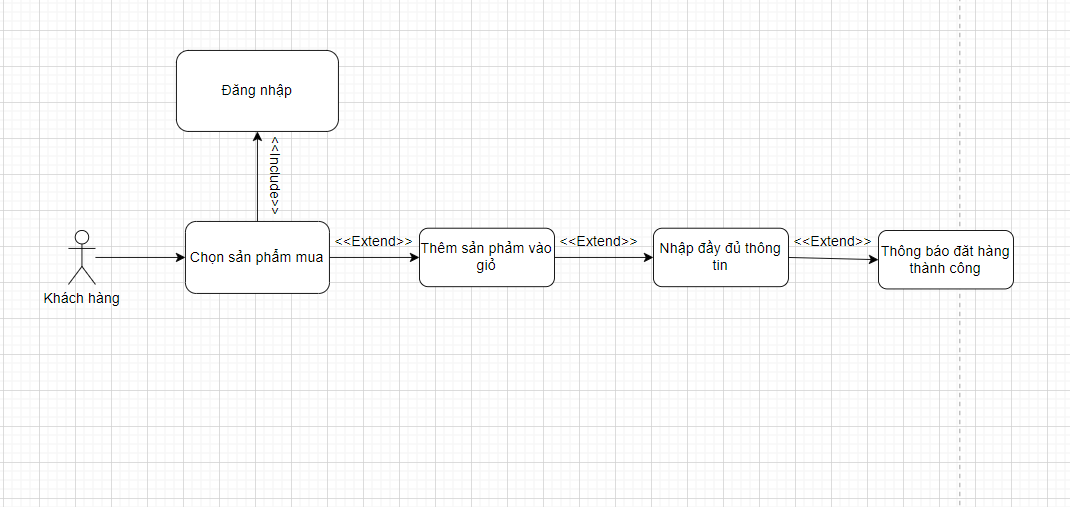 Đăng nhập
<<Include>>
Khách hàng
Chọn sản phẩm mua
<<Extend>>
Thêm sản phẩm vào
giỏ
<<Extend>>
Nhập đầy đủ thông
tin
<<Extend>>
Thông báo đăt hàng
thành công